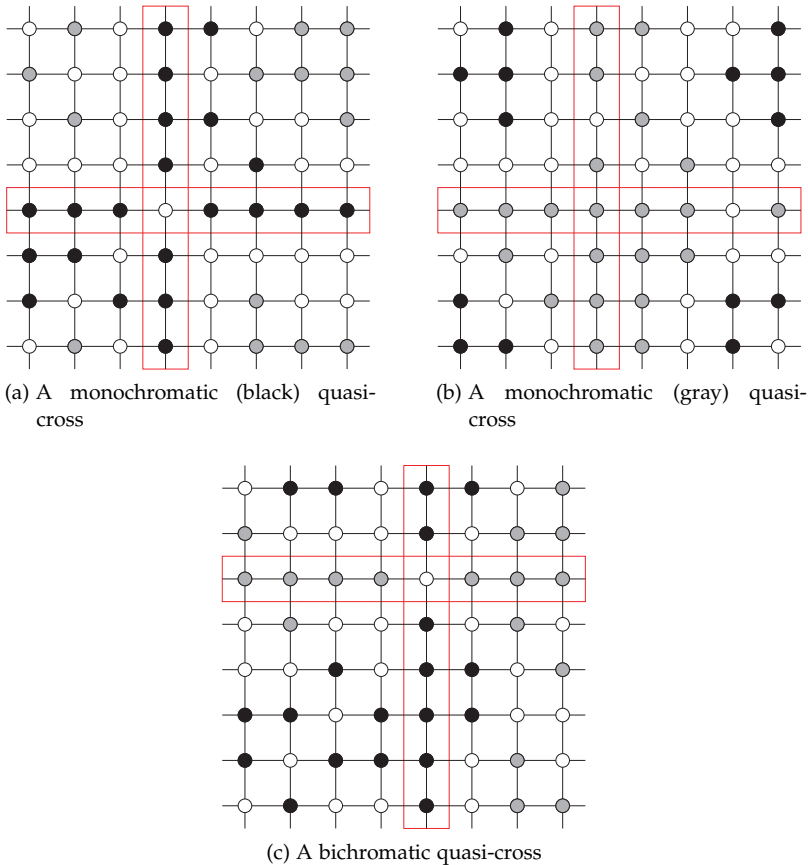 (a) A monochromatic (black) quasi-
cross
(b) A monochromatic (gray) quasi-
cross
(c) A bichromatic quasi-cross